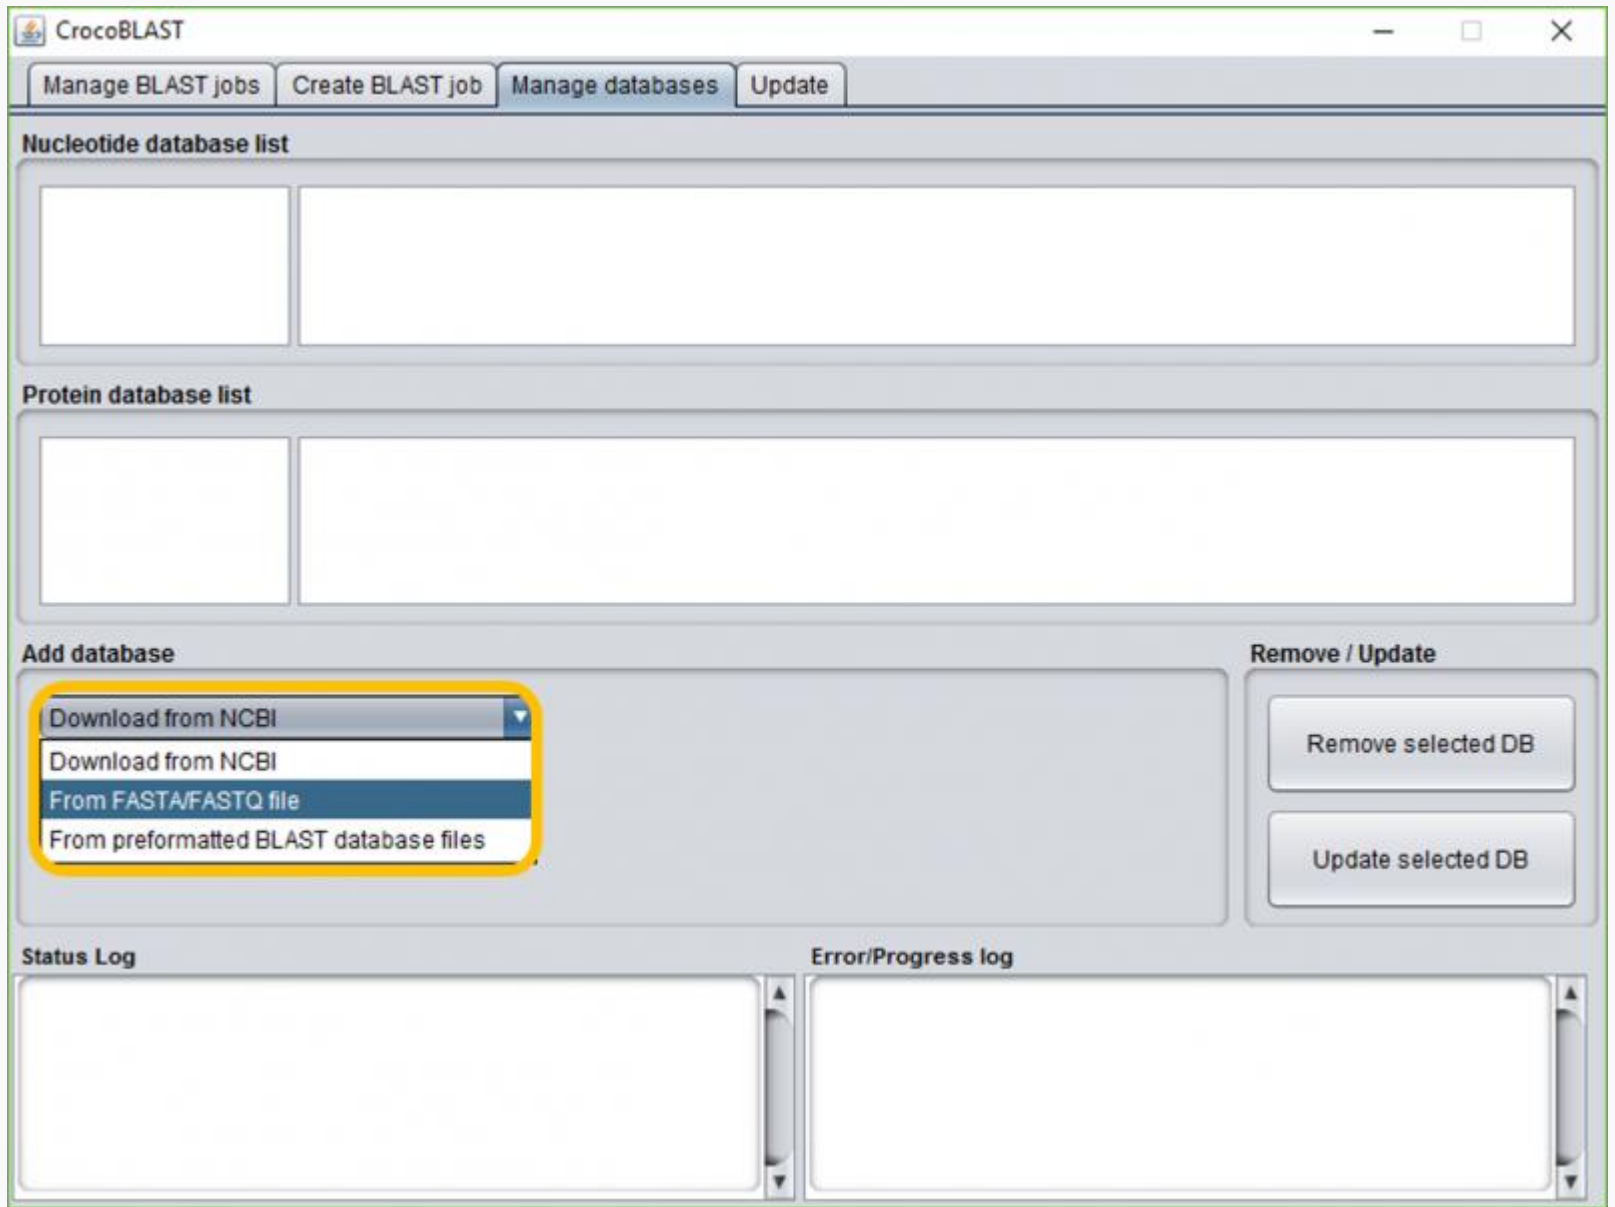 CrocoBLAST
Manage BLAST jobs
Create BLAST job
Manage databases
Update
Nucleotide database list
Protein database list
Add database
Download from NCBI
Download from NCBI
From FASTA/FASTQ file
From preformatted BLAST database files
Remove / Update
Remove selected DB
Update selected DB
Status Log
Error/Progress log